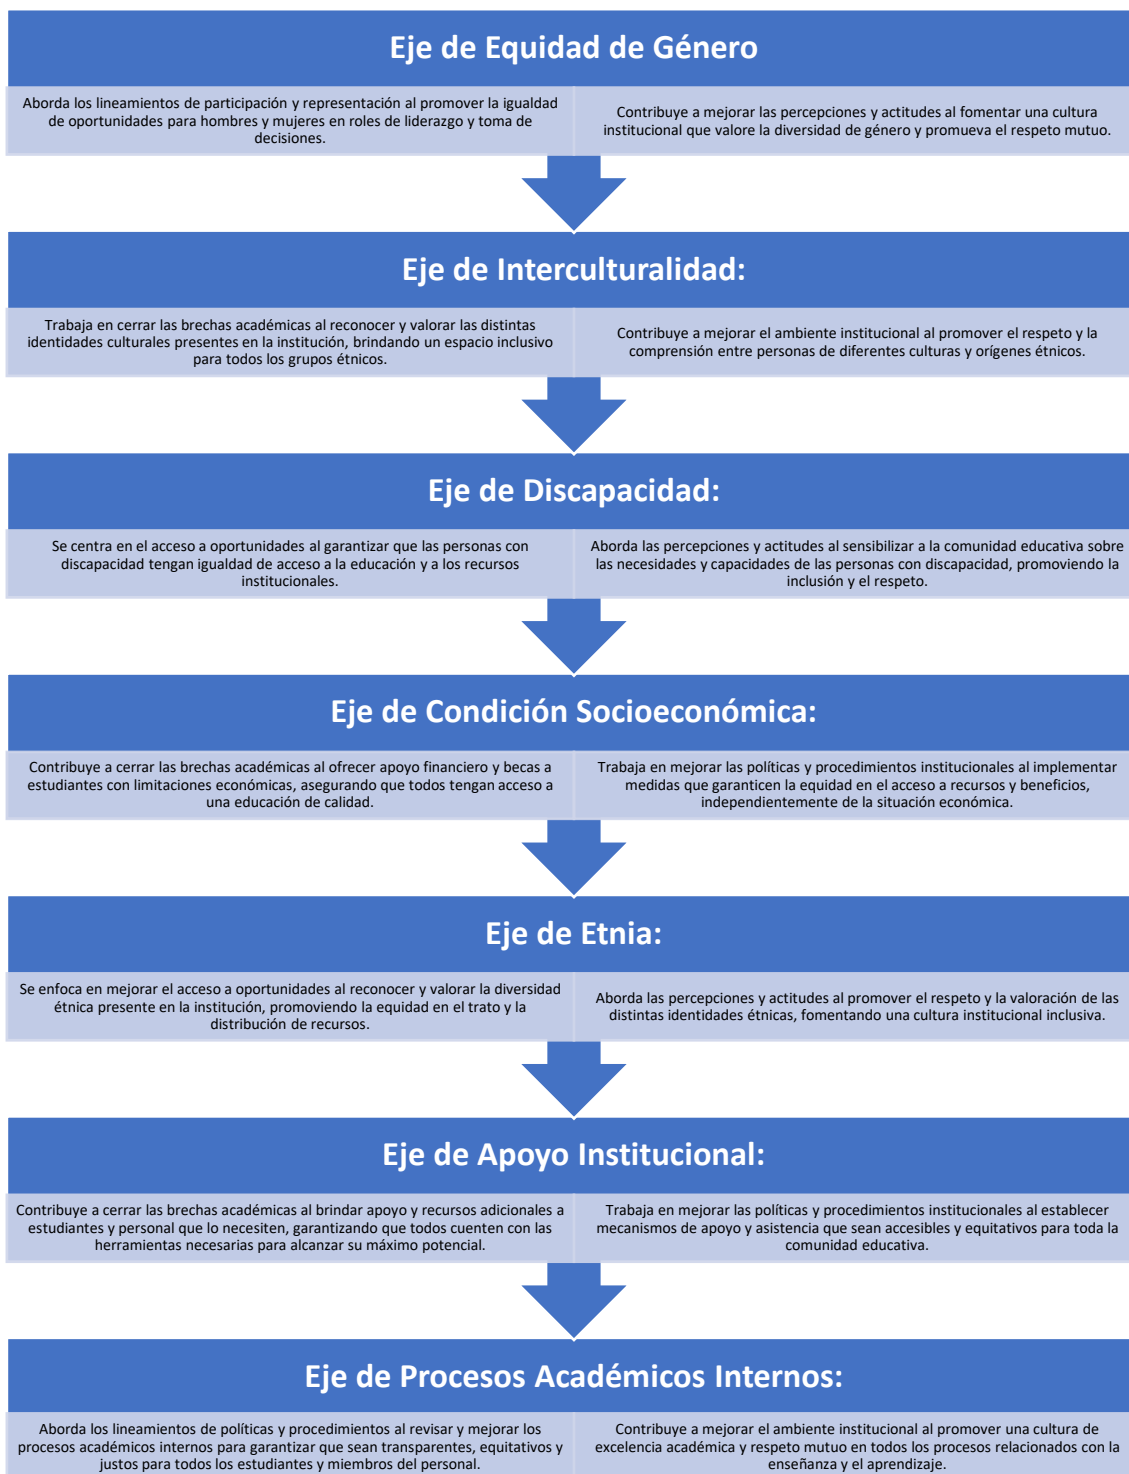 Eje de Equidad de Género
Aborda los lineamientos de participación y representación al promover la igualdad
de oportunidades para hombres y mujeres en roles de liderazgo y toma de
decisiones.
Contribuye a mejorar las percepciones y actitudes al fomentar una cultura
institucional que valore la diversidad de género y promueva el respeto mutuo.
Eje de Interculturalidad:
Trabaja en cerrar las brechas académicas al reconocer y valorar las distintas
identidades culturales presentes en la institución, brindando un espacio inclusivo
para todos los grupos étnicos.
Contribuye a mejorar el ambiente institucional al promover el respeto y la
comprensión entre personas de diferentes culturas y orígenes étnicos.
Eje de Discapacidad:
Se centra en el acceso a oportunidades al garantizar que las personas con
discapacidad tengan igualdad de acceso a la educación y a los recursos
institucionales.
Aborda las percepciones y actitudes al sensibilizar a la comunidad educativa sobre
las necesidades y capacidades de las personas con discapacidad, promoviendo la
inclusión y el respeto.
Eje de Condición Socioeconómica:
Contribuye a cerrar las brechas académicas al ofrecer apoyo financiero y becas a
estudiantes con limitaciones económicas, asegurando que todos tengan acceso a
una educación de calidad.
Trabaja en mejorar las políticas y procedimientos institucionales al implementar
medidas que garanticen la equidad en el acceso a recursos y beneficios,
independientemente de la situación económica.
Eje de Etnia:
Se enfoca en mejorar el acceso a oportunidades al reconocer y valorar la diversidad
étnica presente en la institución, promoviendo la equidad en el trato y la
distribución de recursos.
Aborda las percepciones y actitudes al promover el respeto y la valoración de las
distintas identidades étnicas, fomentando una cultura institucional inclusiva.
Eje de Apoyo Institucional:
Contribuye a cerrar las brechas académicas al brindar apoyo y recursos adicionales a
estudiantes y personal que lo necesiten, garantizando que todos cuenten con las
herramientas necesarias para alcanzar su máximo potencial.
Trabaja en mejorar las políticas y procedimientos institucionales al establecer
mecanismos de apoyo y asistencia que sean accesibles y equitativos para toda la
comunidad educativa.
Eje de Procesos Académicos Internos:
Aborda los lineamientos de políticas y procedimientos al revisar y mejorar los
procesos académicos internos para garantizar que sean transparentes, equitativos y
justos para todos los estudiantes y miembros del personal.
Contribuye a mejorar el ambiente institucional al promover una cultura de
excelencia académica y respeto mutuo en todos los procesos relacionados con la
enseñanza y el aprendizaje.